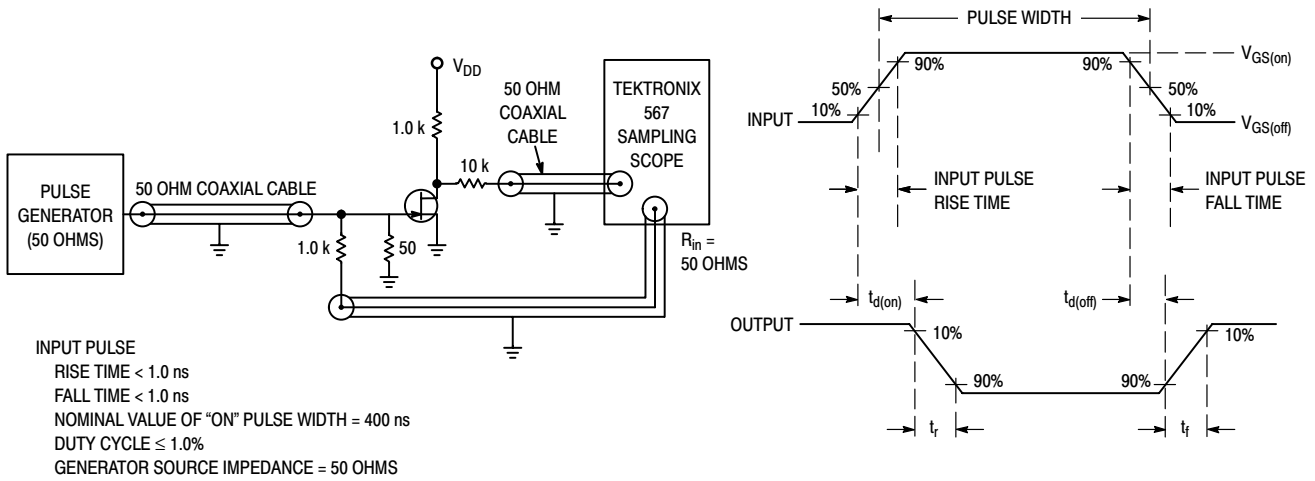 PULSE
GENERATOR
(50 OHMS)
50 OHM COAXIAL CABLE
1.0 k
50
V_DD
1.0 k
10 k
50 OHM
COAXIAL
CABLE
TEKTRONIX
567
SAMPLING
SCOPE
R_in =
50 OHMS
INPUT PULSE
RISE TIME < 1.0 ns
FALL TIME < 1.0 ns
NOMINAL VALUE OF “ON” PULSE WIDTH = 400 ns
DUTY CYCLE ≤ 1.0%
GENERATOR SOURCE IMPEDANCE = 50 OHMS
PULSE WIDTH
V_GS(on)
90%
90%
50%
50%
10%
10%
INPUT
V_GS(off)
INPUT PULSE
RISE TIME
INPUT PULSE
FALL TIME
t_d(on)
t_d(off)
OUTPUT
10%
10%
90%
90%
t_r
t_f